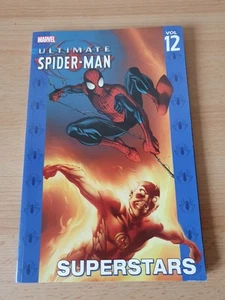 MARVEL
ULTIMATE
SPIDER-MAN
VOL
12
SUPERSTARS